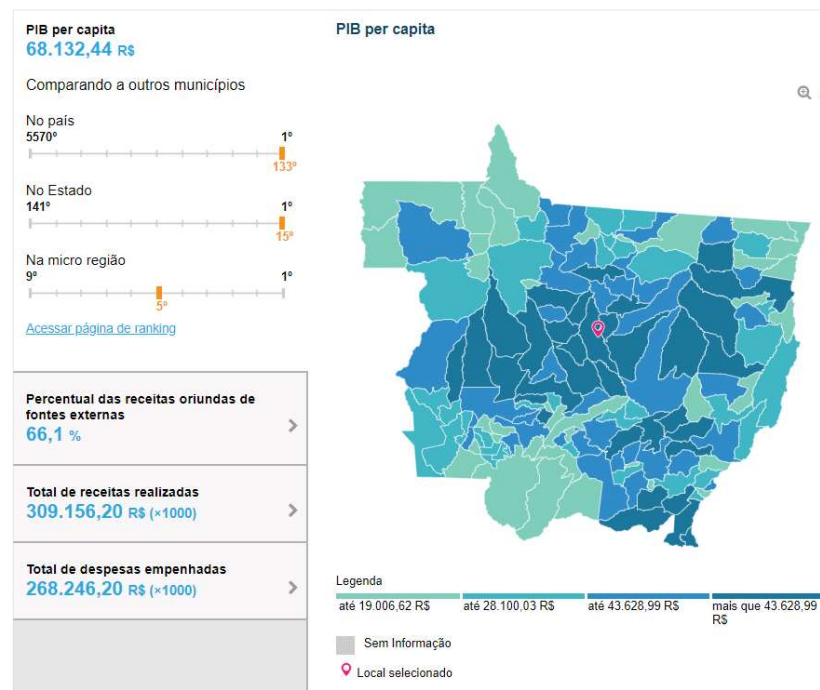 PIB per capita
68.132,44 R$
Comparando a outros municípios
No país
5570º 1º
133º
No Estado
141º 1º
15º
Na micro região
9º 1º
5º
Acessar página de ranking
Percentual das receitas oriundas de
fontes externas
66,1 %
Total de receitas realizadas
309.156,20 R$ (×1000)
Total de despesas empenhadas
268.246,20 R$ (×1000)
PIB per capita
Legenda
até 19.006,62 R$ até 28.100,03 R$ até 43.628,99 R$ mais que 43.628,99
R$
Sem Informação
Local selecionado